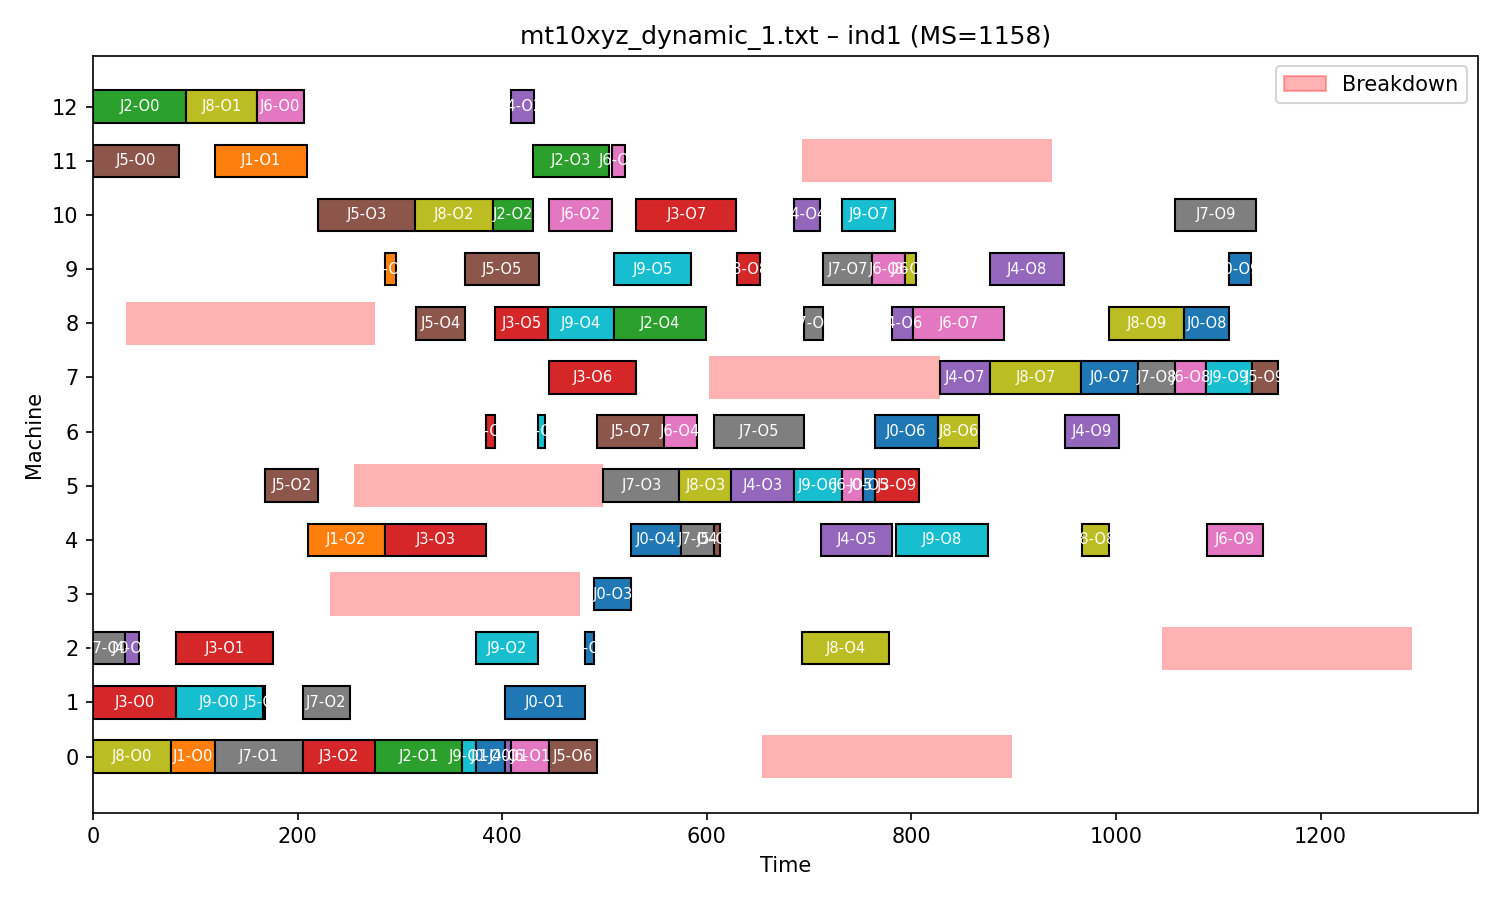 mt10xyz_dynamic_1.txt – ind1 (MS=1158)
Breakdown
Machine
12
J2-O0 J8-O1 J6-O0
11
J5-O0 J1-O1 J2-O3
10
J5-O3 J8-O2 J2-O2 J6-O2 J3-O7 J9-O7 J7-O9
9
J5-O5 J9-O5 J7-O7 J4-O8
8
J5-O4 J3-O5 J9-O4 J2-O4 J6-O7 J8-O9 J0-O8
7
J3-O6 J4-O7 J8-O7 J0-O7 J7-O8 J6-O8 J9-O9 J5-O9
6
J5-O7 J6-O4 J7-O5 J0-O6 J8-O6 J4-O9
5
J5-O2 J7-O3 J8-O3 J4-O3 J9-O6 J3-O9
4
J1-O2 J3-O3 J0-O4 J4-O5 J9-O8 J6-O9
3
J0-O3
2
J3-O1 J9-O2 J8-O4
1
J3-O0 J9-O0 J7-O2 J0-O1
0
J8-O0 J1-O0 J7-O1 J3-O2 J2-O1 J5-O6
0 200 400 600 800 1000 1200
Time